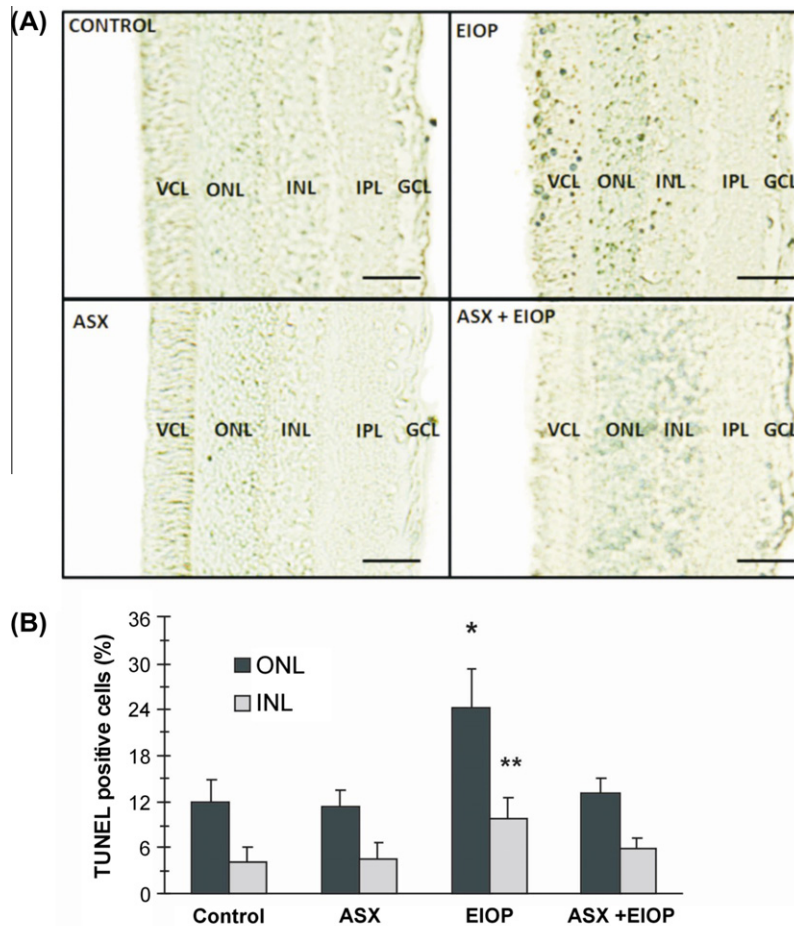 (A)
CONTROL
VCL ONL INL IPL GCL
EIOP
VCL ONL INL IPL GCL
ASX
VCL ONL INL IPL GCL
ASX + EIOP
VCL ONL INL IPL GCL
(B)
TUNEL positive cells (%)
36
30
24
18
12
6
0
ONL
INL
*
**
Control ASX EIOP ASX +EIOP